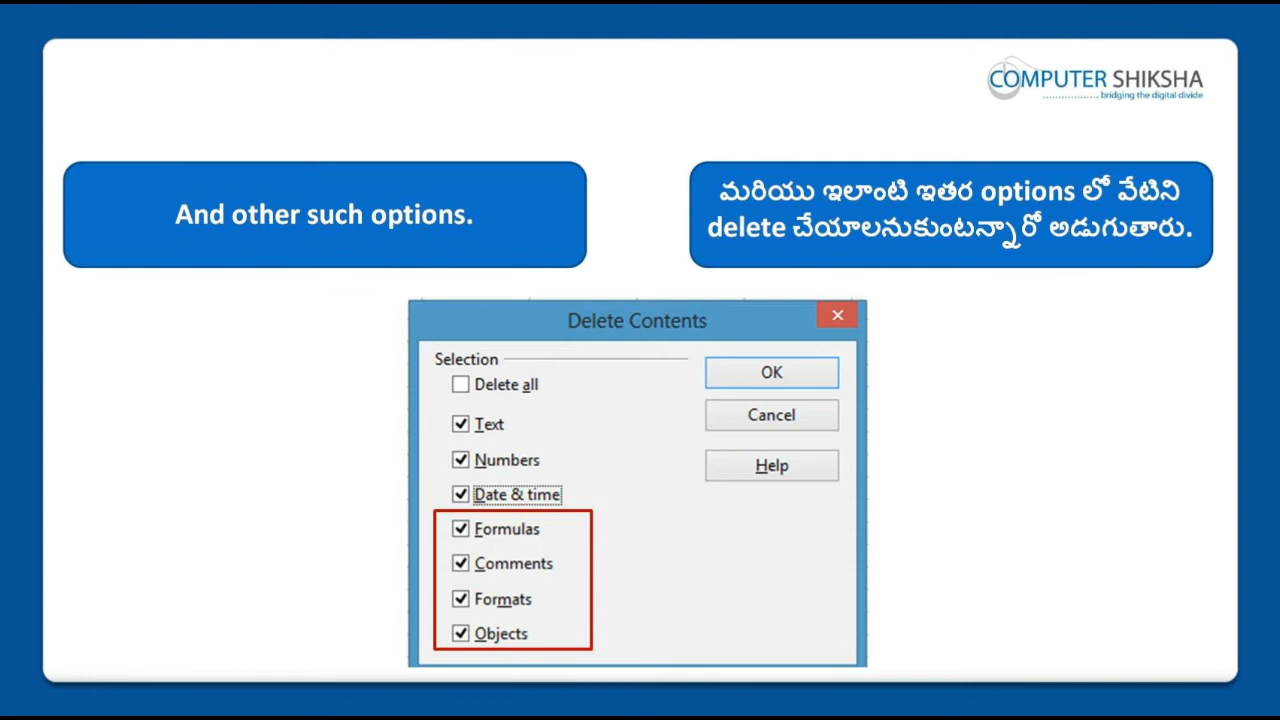 COMPUTER SHIKSHA
bridging the digital divide
And other such options.
మరియు ఇలాంటి ఇతర options లో వేటిని
delete చేయాలనుకుంటన్నారో అడుగుతారు.
Delete Contents
Selection
Delete all
Text
Numbers
Date & time
Formulas
Comments
Formats
Objects
OK
Cancel
Help